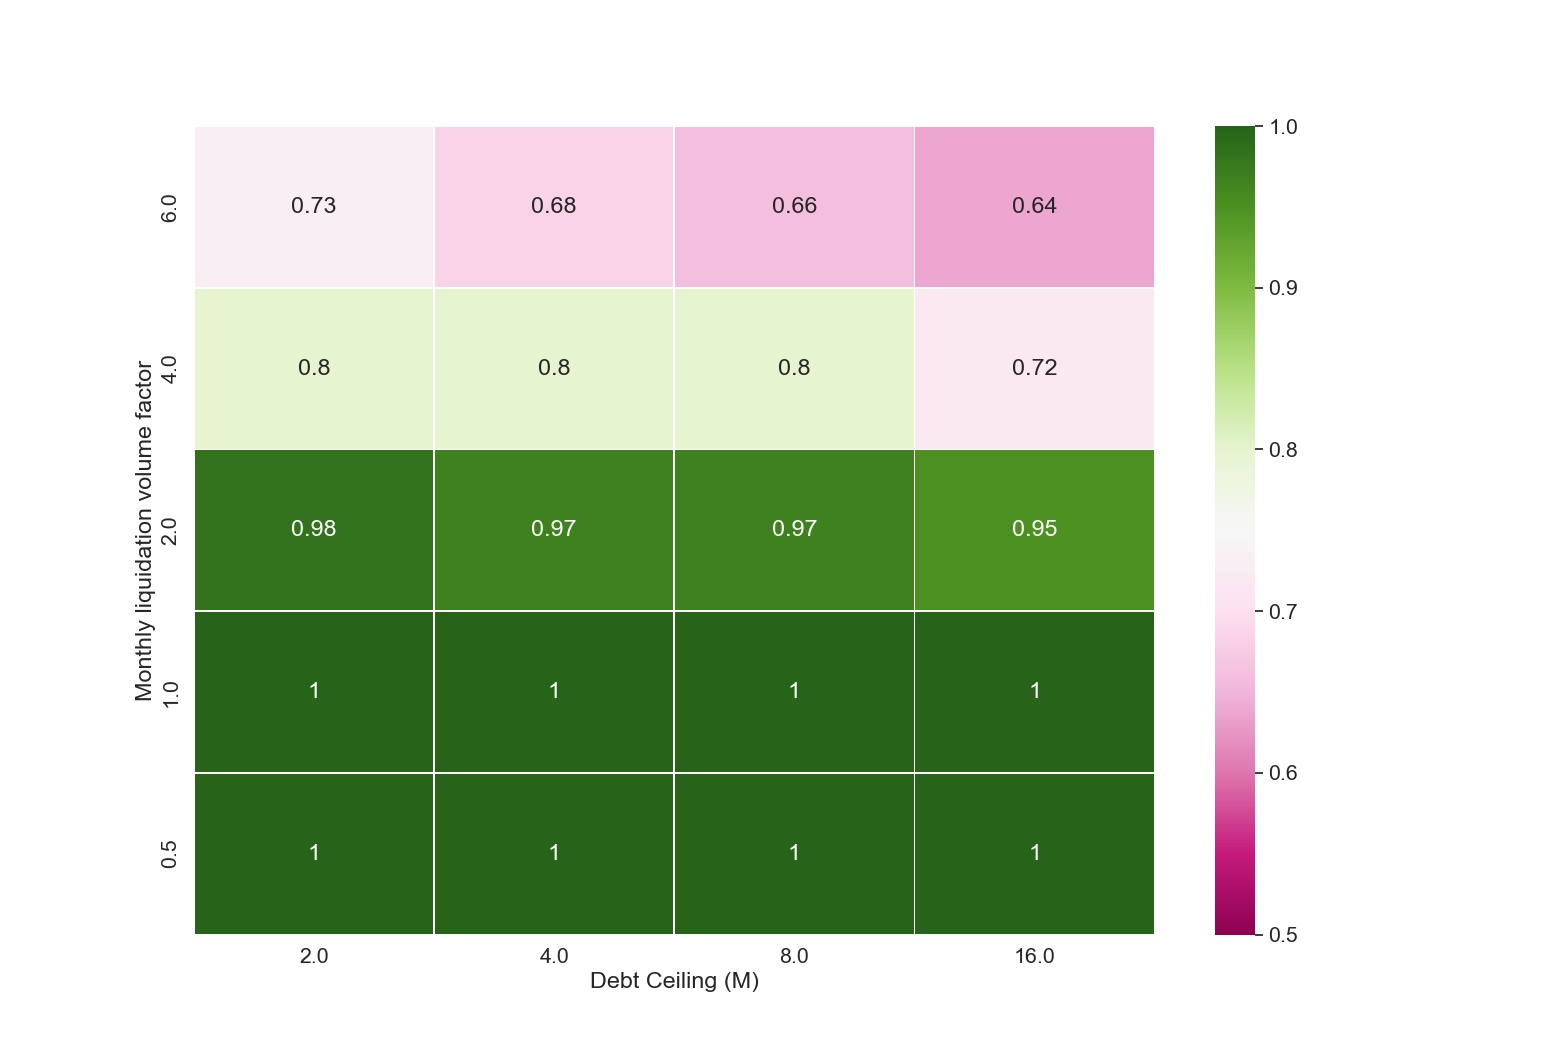 Monthly liquidation volume factor
6.0 0.73 0.68 0.66 0.64
4.0 0.8 0.8 0.8 0.72
2.0 0.98 0.97 0.97 0.95
1.0 1 1 1 1
0.5 1 1 1 1
2.0 4.0 8.0 16.0
Debt Ceiling (M)
1.0
0.9
0.8
0.7
0.6
0.5